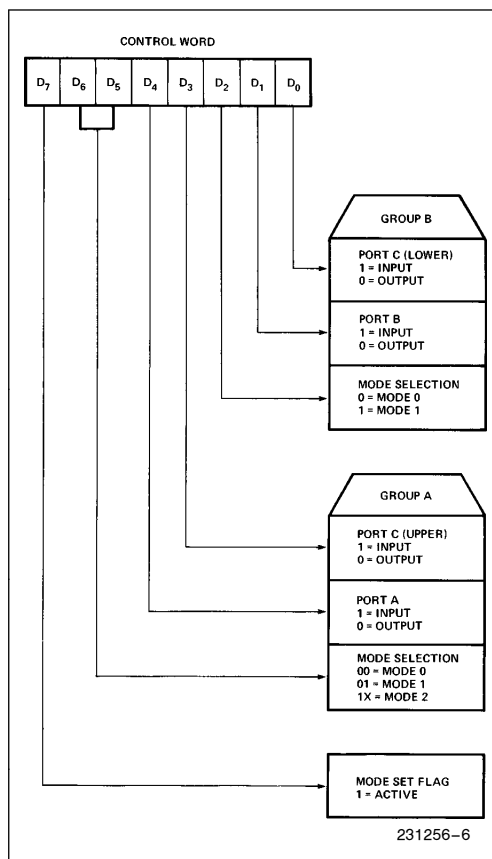 CONTROL WORD
D7 D6 D5 D4 D3 D2 D1 D0
GROUP B
PORT C (LOWER)
1 = INPUT
0 = OUTPUT
PORT B
1 = INPUT
0 = OUTPUT
MODE SELECTION
0 = MODE 0
1 = MODE 1
GROUP A
PORT C (UPPER)
1 = INPUT
0 = OUTPUT
PORT A
1 = INPUT
0 = OUTPUT
MODE SELECTION
00 = MODE 0
01 = MODE 1
1X = MODE 2
MODE SET FLAG
1 = ACTIVE
231256–6